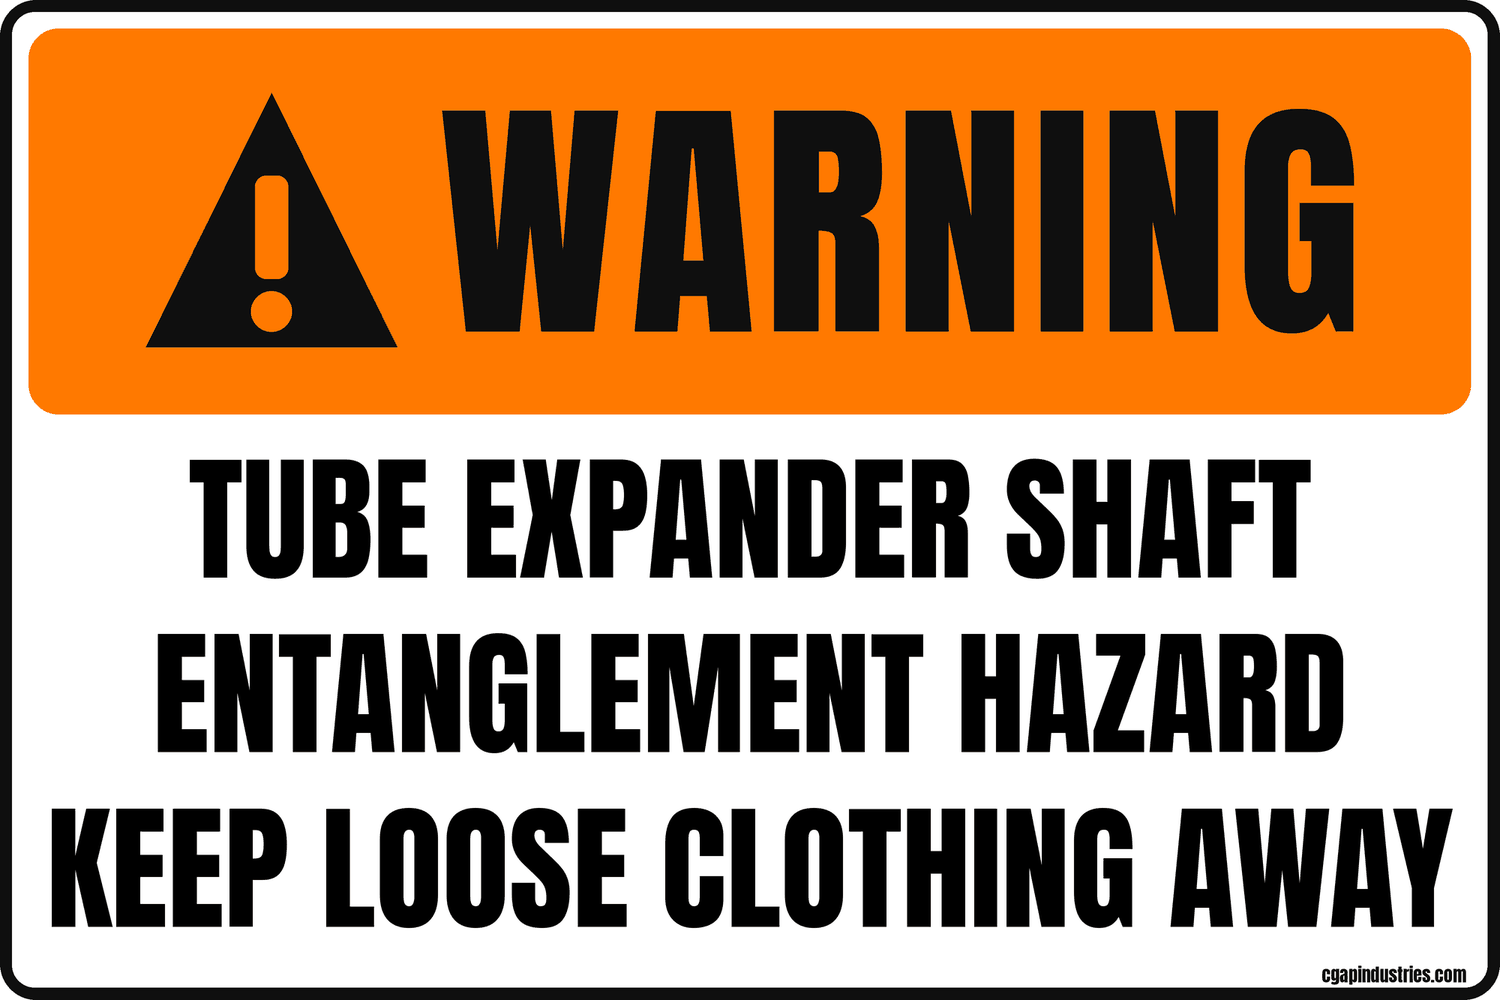 WARNING
TUBE EXPANDER SHAFT
ENTANGLEMENT HAZARD
KEEP LOOSE CLOTHING AWAY
cgapindustries.com